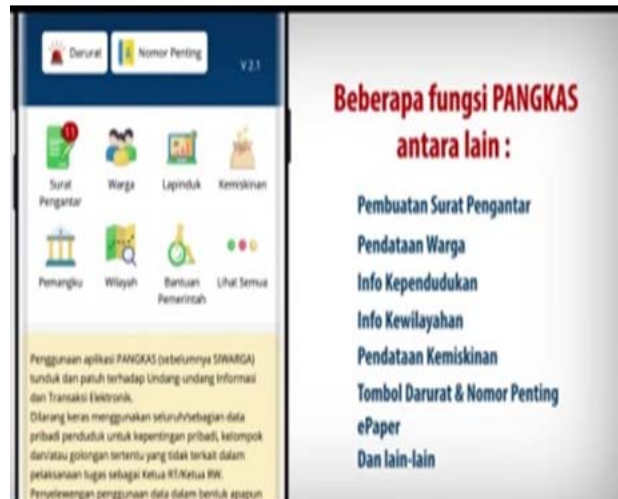 Darurat
Nomor Penting
V 2.1
11
Surat
Pengantar
Warga
Lapinduk
Kemiskinan
Pemangku
Wilayah
Bantuan
Pemerintah
Lihat Semua
Penggunaan aplikasi PANGKAS (sebelumnya SIWARGA)
tunduk dan patuh terhadap Undang-undang Informasi
dan Transaksi Elektronik.
Dilarang keras menggunakan seluruh/sebagian data
pribadi penduduk untuk kepentingan pribadi, kelompok
dan/atau golongan tertentu yang tidak terkait dalam
pelaksanaan tugas sebagai Ketua RT/Ketua RW.
Penyelewengan penggunaan data dalam bentuk apapun
Beberapa fungsi PANGKAS
antara lain :
Pembuatan Surat Pengantar
Pendataan Warga
Info Kependudukan
Info Kewilayahan
Pendataan Kemiskinan
Tombol Darurat & Nomor Penting
ePaper
Dan lain-lain